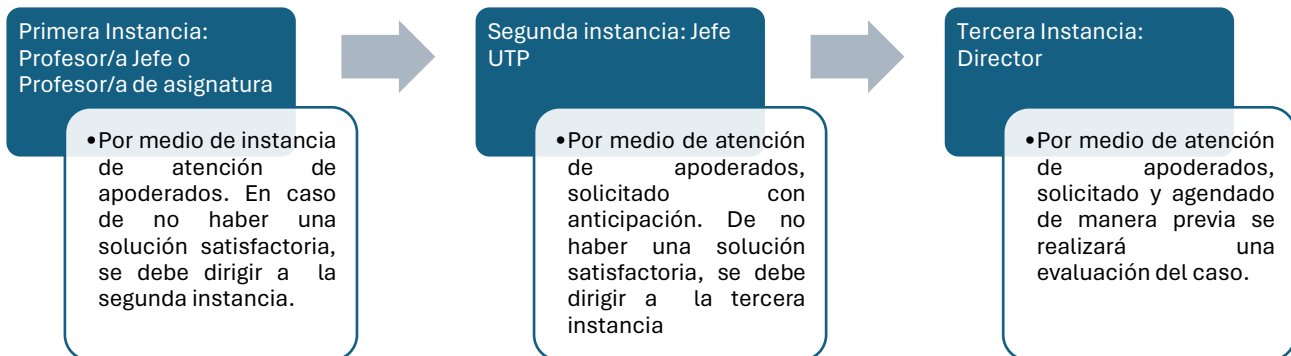 Primera Instancia:
Profesor/a Jefe o
Profesor/a de asignatura
•Por medio de instancia
de atención de
apoderados. En caso
de no haber una
solución satisfactoria,
se debe dirigir a la
segunda instancia.
Segunda instancia: Jefe
UTP
•Por medio de atención
de apoderados,
solicitado con
anticipación. De no
haber una solución
satisfactoria, se debe
dirigir a la tercera
instancia
Tercera Instancia:
Director
•Por medio de atención
de apoderados,
solicitado y agendado
de manera previa se
realizará una
evaluación del caso.